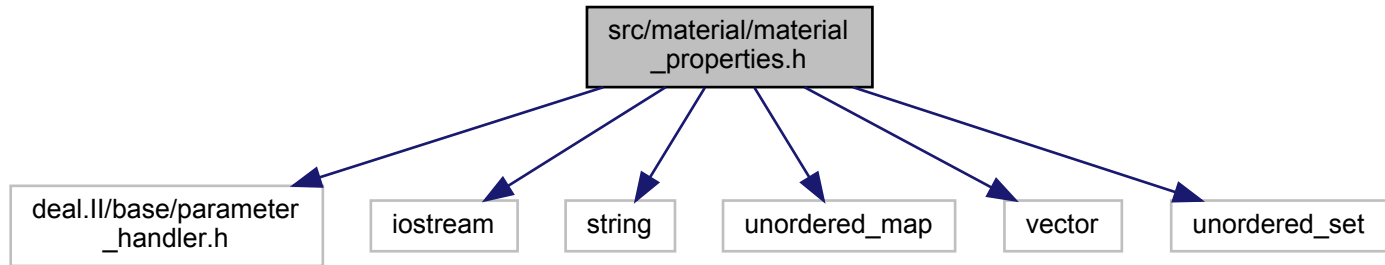 src/material/material
_properties.h
deal.II/base/parameter
_handler.h
iostream
string
unordered_map
vector
unordered_set